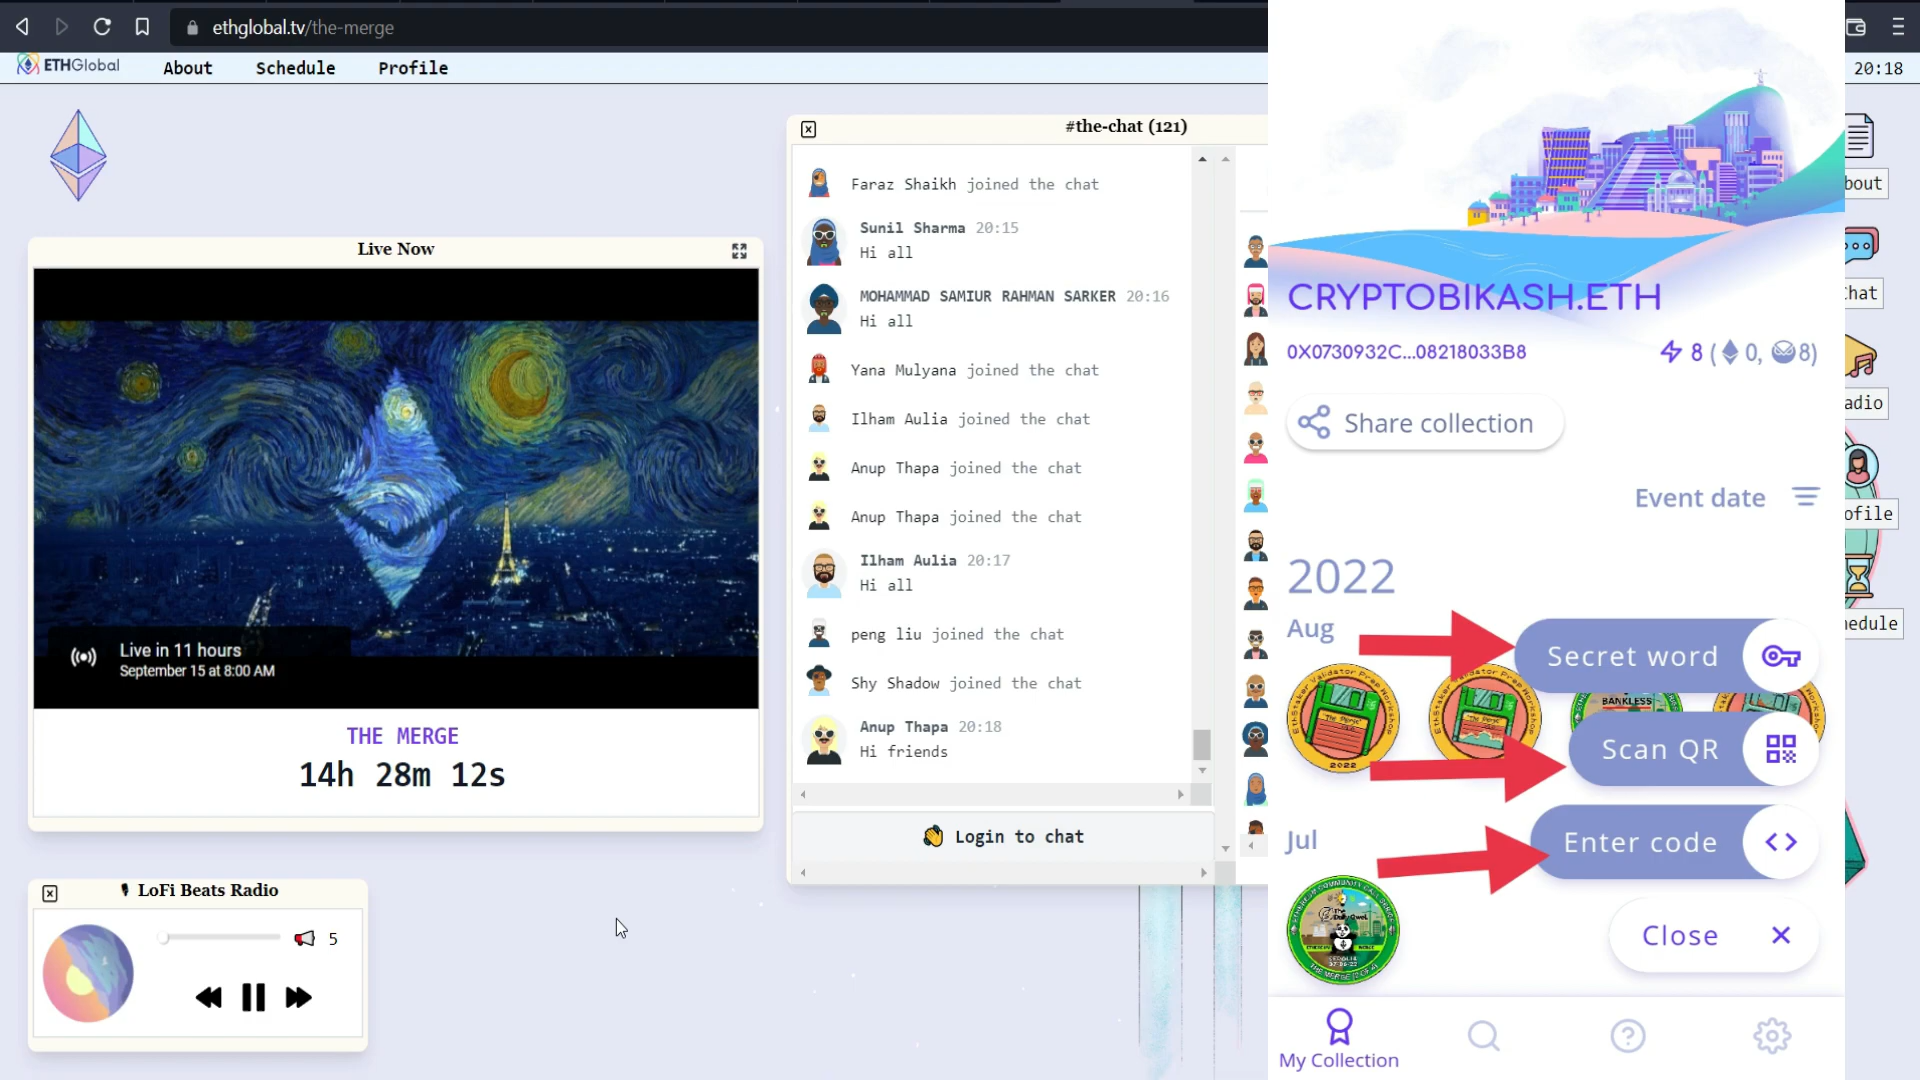 ethglobal.tv/the-merge
ETHGlobal
About
Schedule
Profile
20:18
Live Now
Live in 11 hours
September 15 at 8:00 AM
THE MERGE
14h 28m 12s
LoFi Beats Radio
5
#the-chat (121)
Faraz Shaikh joined the chat
Sunil Sharma 20:15
Hi all
MOHAMMAD SAMIUR RAHMAN SARKER 20:16
Hi all
Yana Mulyana joined the chat
Ilham Aulia joined the chat
Anup Thapa joined the chat
Anup Thapa joined the chat
Ilham Aulia 20:17
Hi all
peng liu joined the chat
Shy Shadow joined the chat
Anup Thapa 20:18
Hi friends
Login to chat
CRYPTOBIKASH.ETH
0X0730932C...08218033B8
8 ( 0, 8)
Share collection
Event date
2022
Aug
Secret word
BANKLESS
Scan QR
2022
Jul
Enter code
Close
My Collection
bout
hat
adio
ofile
hedule